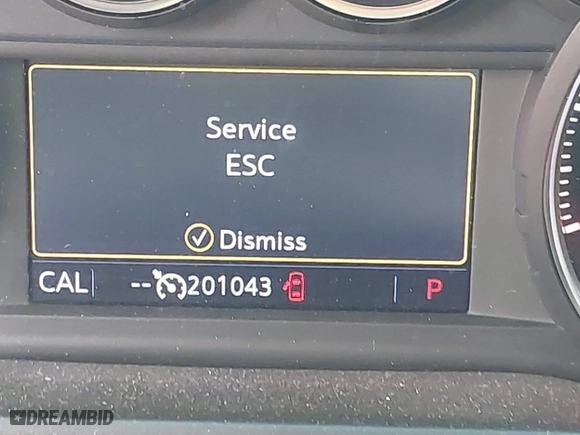 Service
ESC
Dismiss
CAL -- 201043 P
DREAMBID